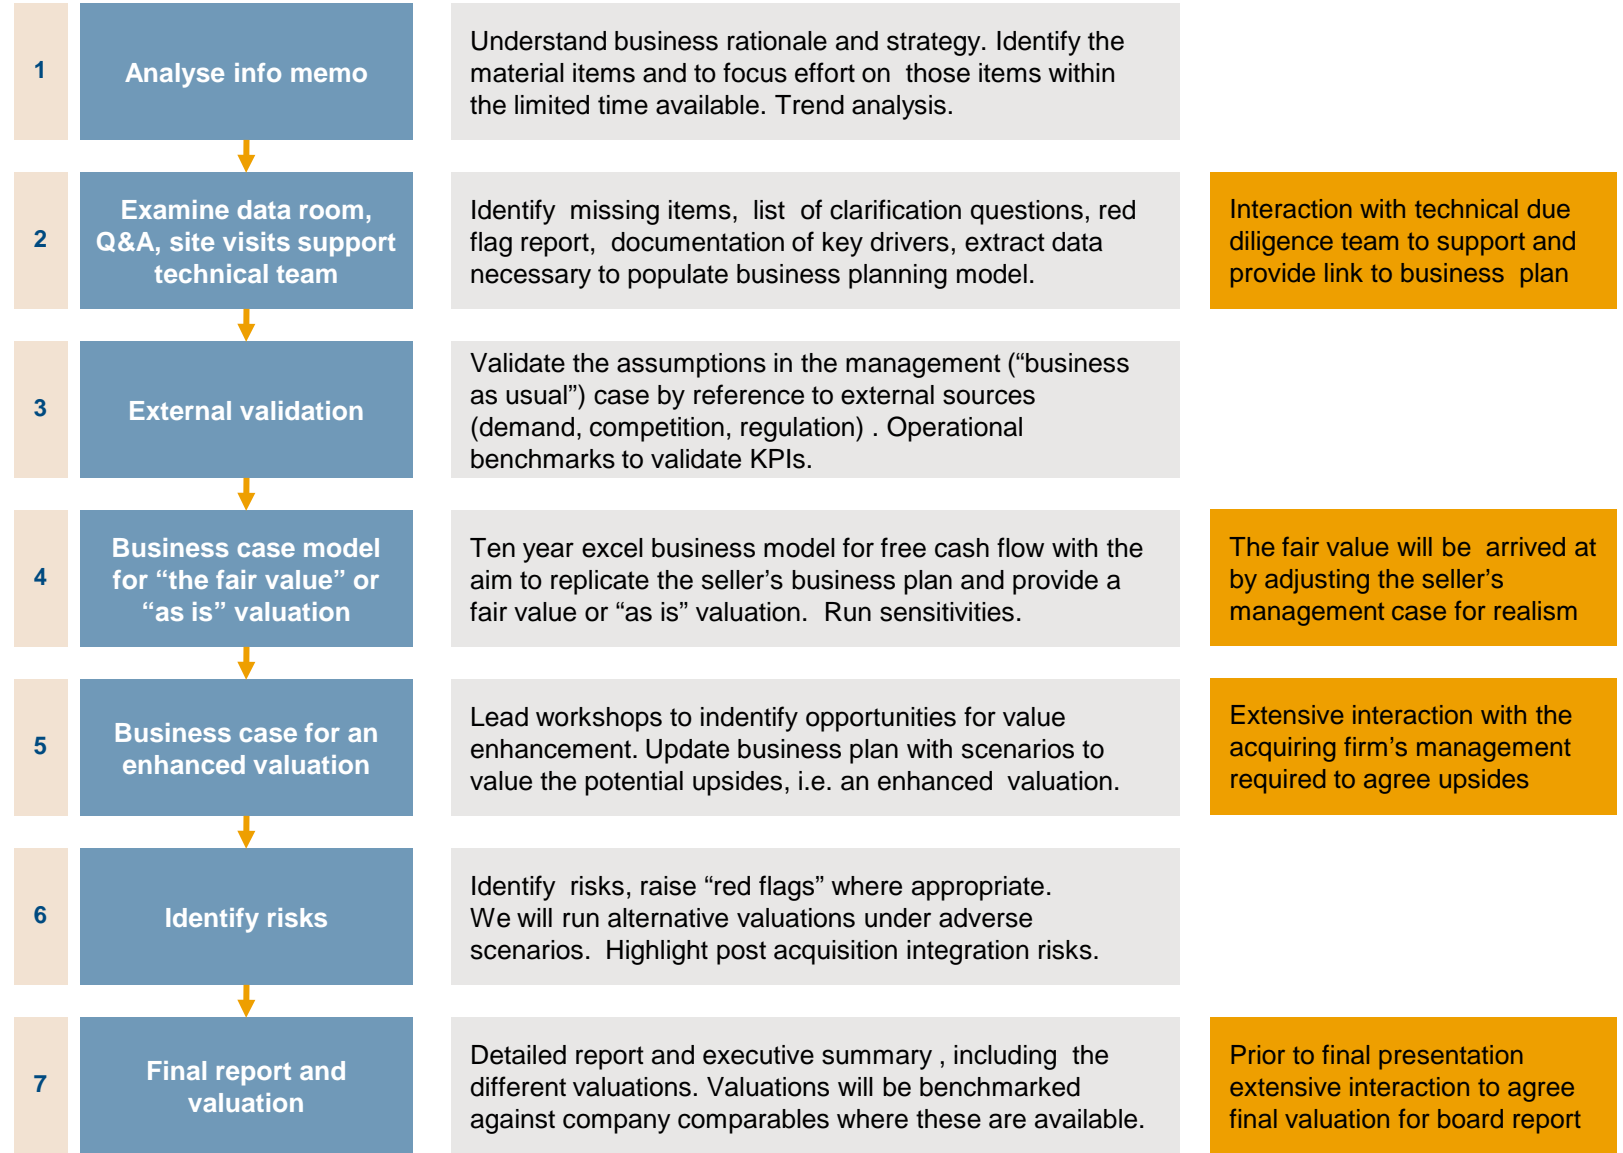 1
Analyse info memo
Understand business rationale and strategy. Identify the
material items and to focus effort on those items within
the limited time available. Trend analysis.
2
Examine data room,
Q&A, site visits support
technical team
Identify missing items, list of clarification questions, red
flag report, documentation of key drivers, extract data
necessary to populate business planning model.
Interaction with technical due
diligence team to support and
provide link to business plan
3
External validation
Validate the assumptions in the management (“business
as usual”) case by reference to external sources
(demand, competition, regulation) . Operational
benchmarks to validate KPIs.
4
Business case model
for “the fair value” or
“as is” valuation
Ten year excel business model for free cash flow with the
aim to replicate the seller’s business plan and provide a
fair value or “as is” valuation. Run sensitivities.
The fair value will be arrived at
by adjusting the seller’s
management case for realism
5
Business case for an
enhanced valuation
Lead workshops to indentify opportunities for value
enhancement. Update business plan with scenarios to
value the potential upsides, i.e. an enhanced valuation.
Extensive interaction with the
acquiring firm’s management
required to agree upsides
6
Identify risks
Identify risks, raise “red flags” where appropriate.
We will run alternative valuations under adverse
scenarios. Highlight post acquisition integration risks.
7
Final report and
valuation
Detailed report and executive summary , including the
different valuations. Valuations will be benchmarked
against company comparables where these are available.
Prior to final presentation
extensive interaction to agree
final valuation for board report